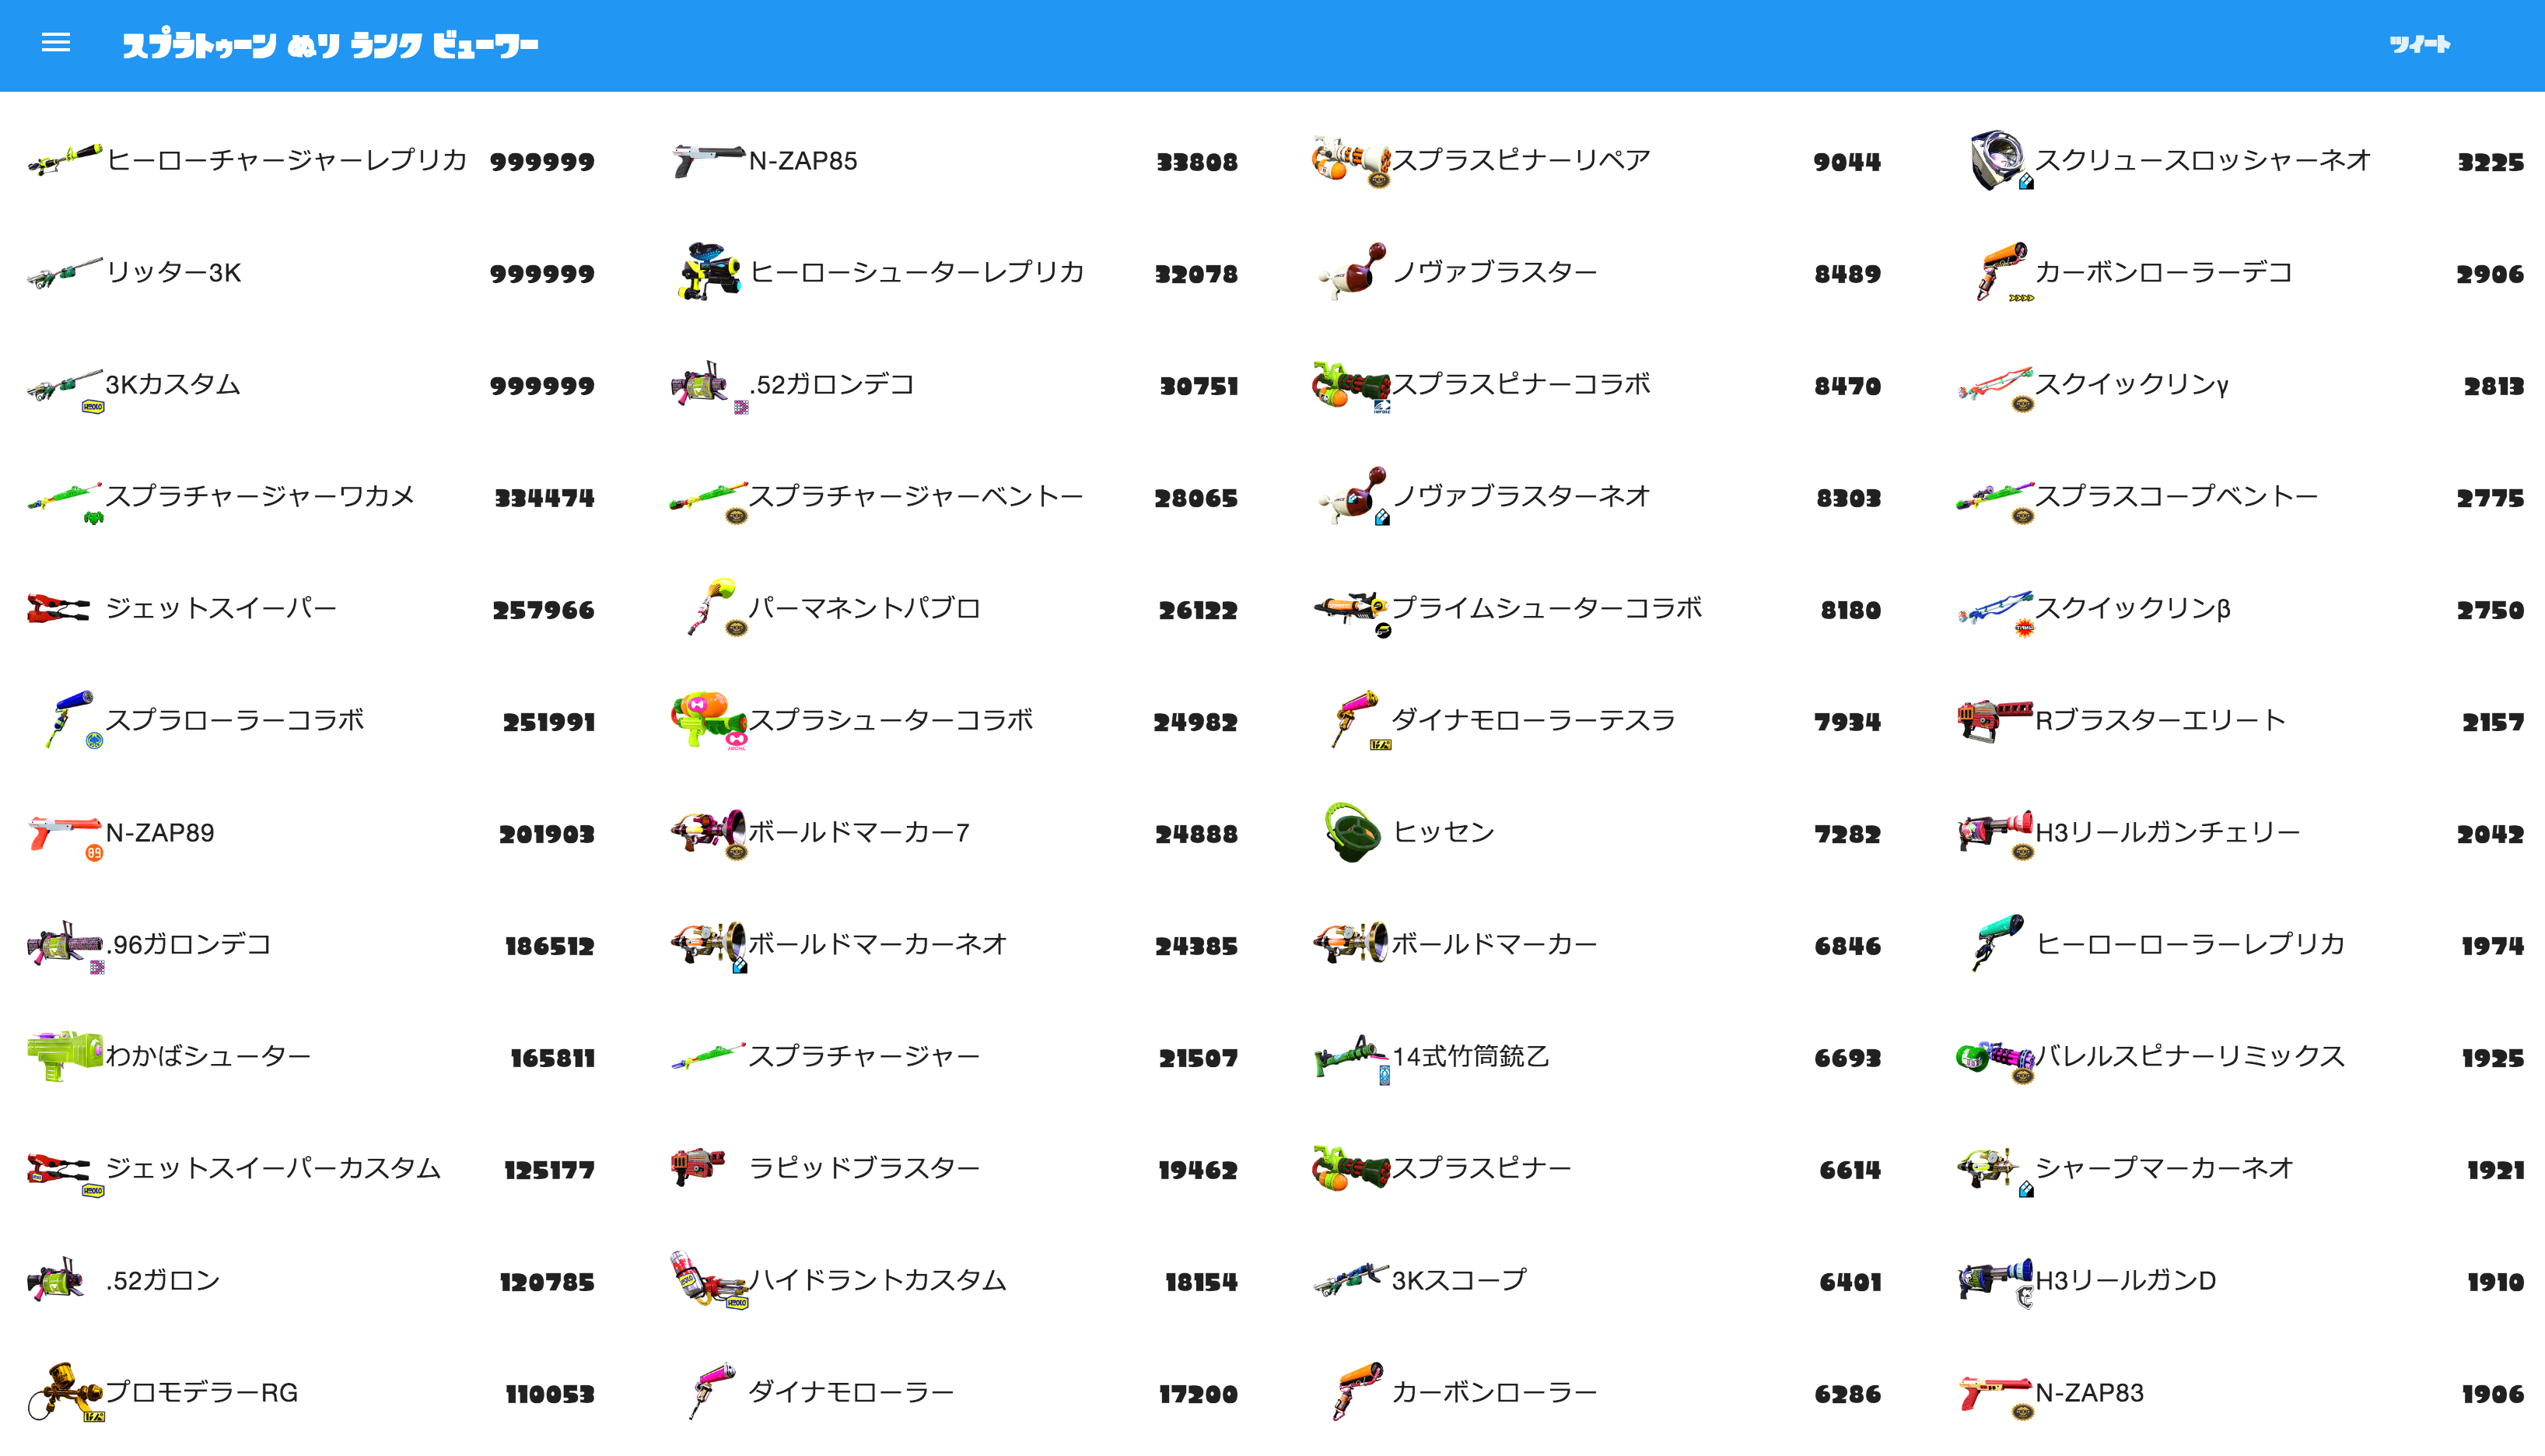 スプラトゥーン ぬり ランク ビューワー
ツイート
ヒーローチャージャーレプリカ 999999
リッター3K 999999
3Kカスタム 999999
スプラチャージャーワカメ 334474
ジェットスイーパー 257966
スプラローラーコラボ 251991
N-ZAP89 201903
.96ガロンデコ 186512
わかばシューター 165811
ジェットスイーパーカスタム 125177
.52ガロン 120785
プロモデラーRG 110053
N-ZAP85 33808
ヒーローシューターレプリカ 32078
.52ガロンデコ 30751
スプラチャージャーベントー 28065
パーマネントパブロ 26122
スプラシューターコラボ 24982
ボールドマーカー7 24888
ボールドマーカーネオ 24385
スプラチャージャー 21507
ラピッドブラスター 19462
ハイドラントカスタム 18154
ダイナモローラー 17200
スプラスピナーリペア 9044
ノヴァブラスター 8489
スプラスピナーコラボ 8470
ノヴァブラスターネオ 8303
プライムシューターコラボ 8180
ダイナモローラーテスラ 7934
ヒッセン 7282
ボールドマーカー 6846
14式竹筒銃乙 6693
スプラスピナー 6614
3Kスコープ 6401
カーボンローラー 6286
スクリュースロッシャーネオ 3225
カーボンローラーデコ 2906
スクイックリンγ 2813
スプラスコープベントー 2775
スクイックリンβ 2750
Rブラスターエリート 2157
H3リールガンチェリー 2042
ヒーローローラーレプリカ 1974
バレルスピナーリミックス 1925
シャープマーカーネオ 1921
H3リールガンD 1910
N-ZAP83 1906